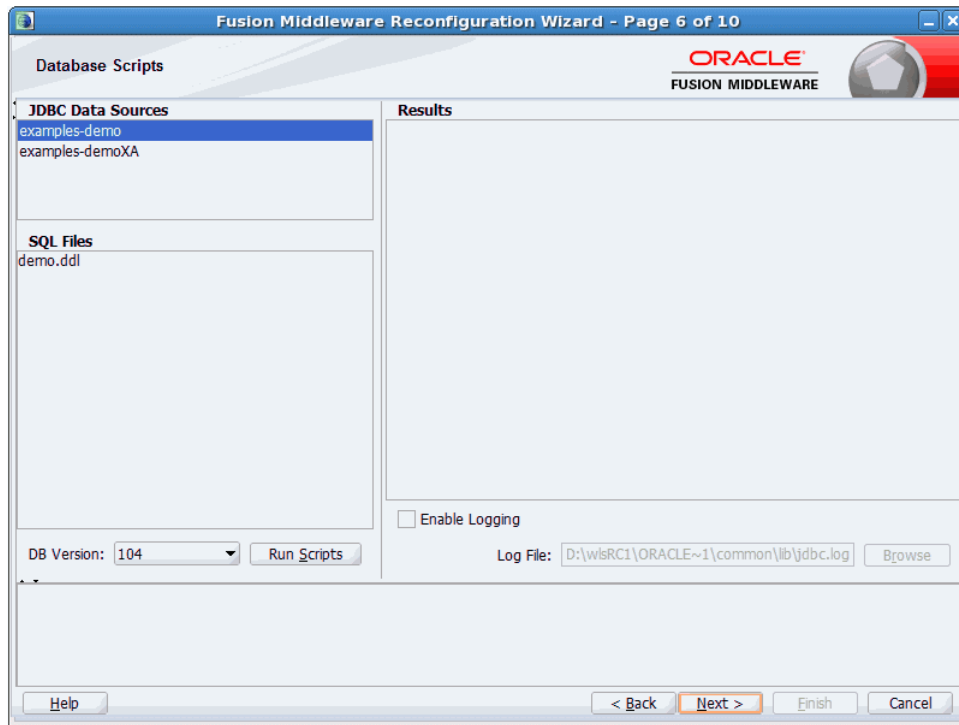 Fusion Middleware Reconfiguration Wizard - Page 6 of 10
Database Scripts
ORACLE
FUSION MIDDLEWARE
JDBC Data Sources
examples-demo
examples-demoXA
SQL Files
demo.ddl
DB Version: 104 Run Scripts
Results
Enable Logging
Log File: D:\wlsRC1\ORACLE~1\common\lib\jdbc.log Browse
Help < Back Next > Finish Cancel